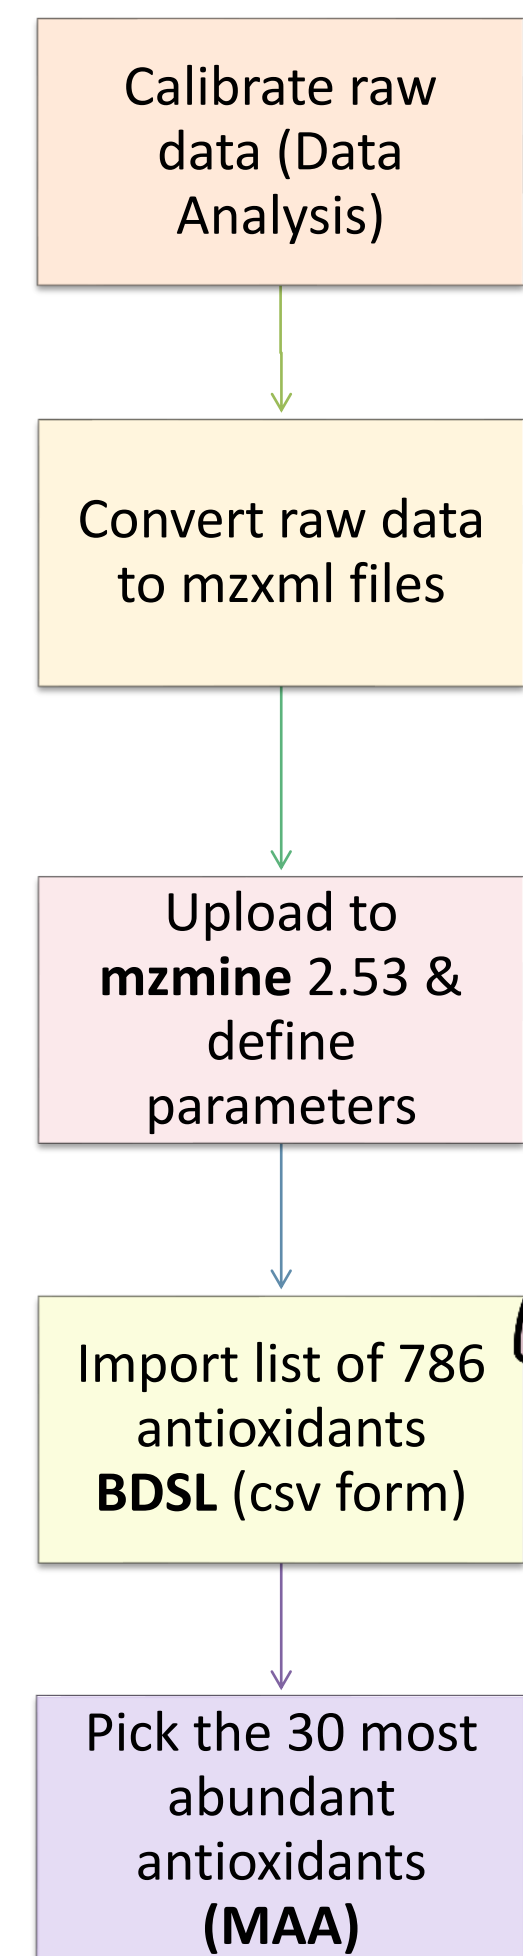 Calibrate raw
data (Data
Analysis)
Convert raw data
to mzxml files
Upload to
mzmine 2.53 &
define
parameters
Import list of 786
antioxidants
BDSL (csv form)
Pick the 30 most
abundant
antioxidants
(MAA)